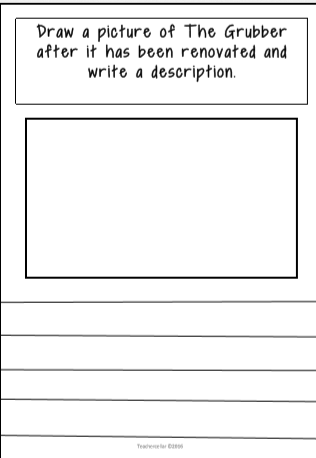 Draw a picture of The Grubber
after it has been renovated and
write a description.